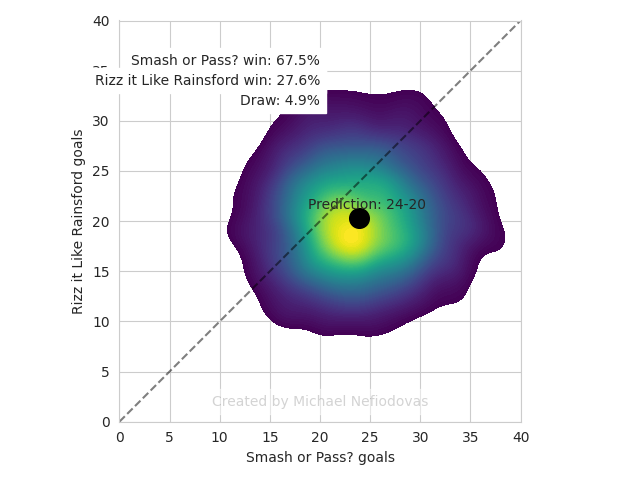 40
35
30
25
20
15
10
5
0
Rizz it Like Rainsford goals
Smash or Pass? win: 67.5%
Rizz it Like Rainsford win: 27.6%
Draw: 4.9%
Prediction: 24-20
Created by Michael Nefiodovas
0 5 10 15 20 25 30 35 40
Smash or Pass? goals